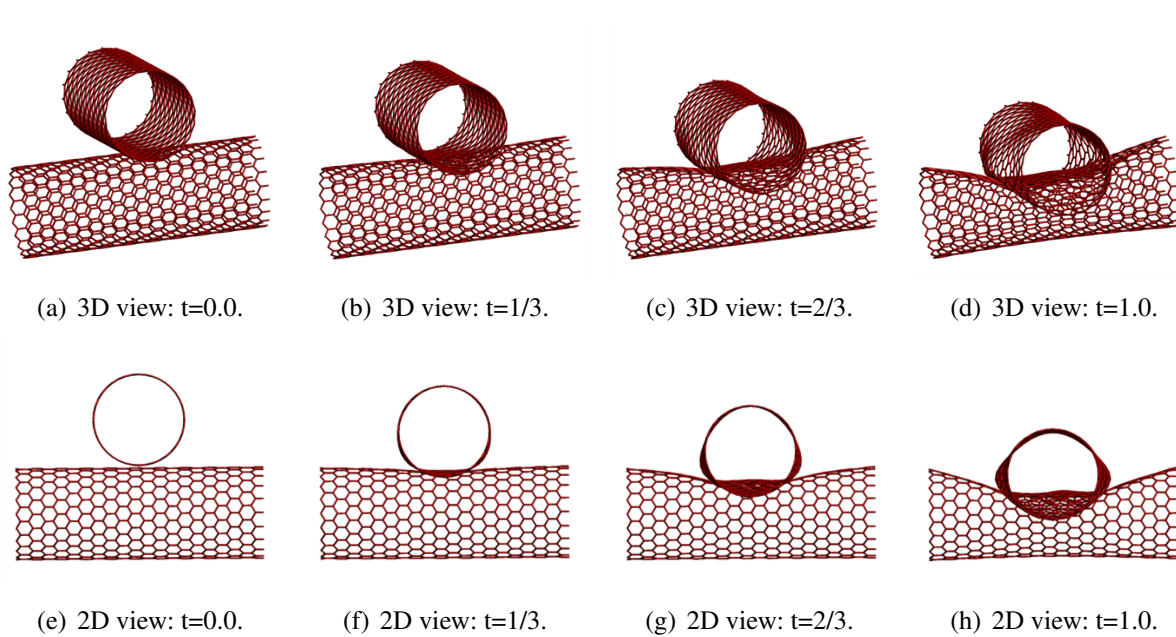 (a) 3D view: t=0.0. (b) 3D view: t=1/3. (c) 3D view: t=2/3. (d) 3D view: t=1.0.
(e) 2D view: t=0.0. (f) 2D view: t=1/3. (g) 2D view: t=2/3. (h) 2D view: t=1.0.